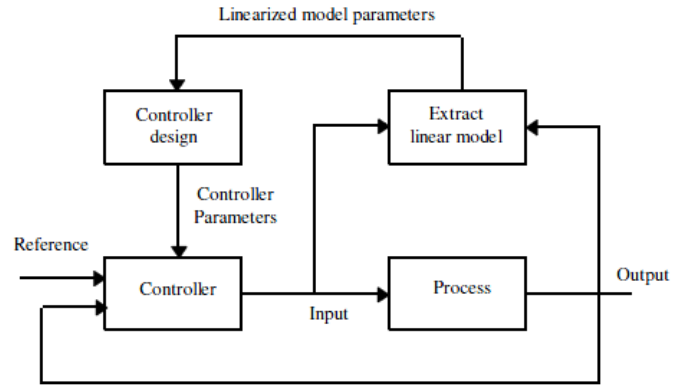 Linearized model parameters
Controller
design
Extract
linear model
Controller
Parameters
Reference
Controller
Input
Process
Output